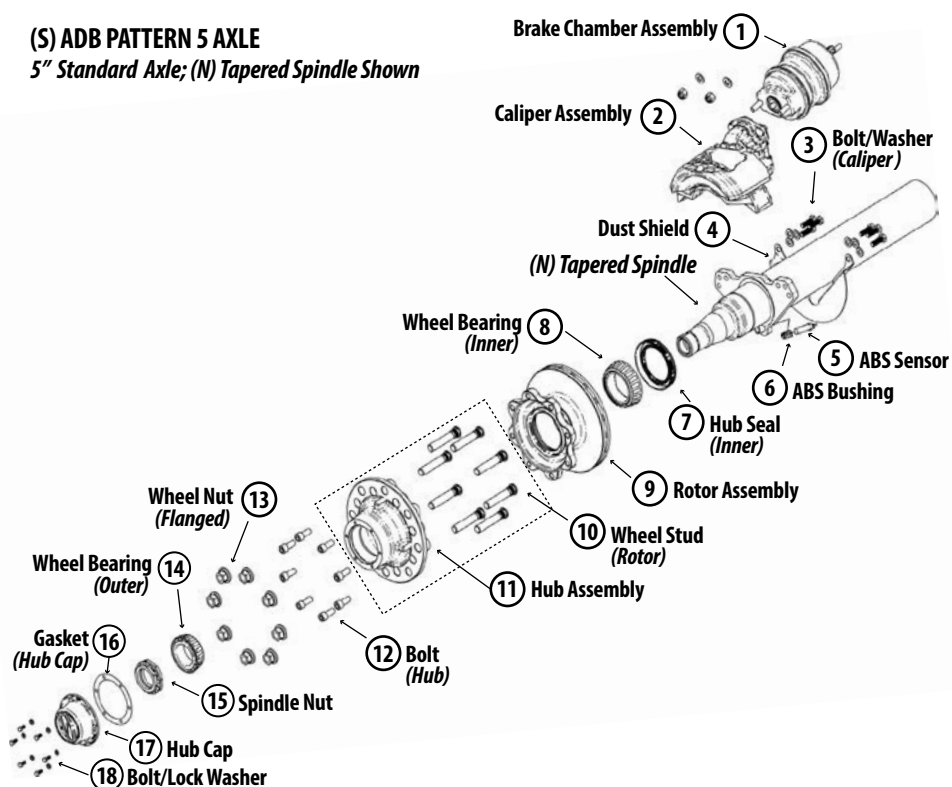 (S) ADB PATTERN 5 AXLE
5" Standard Axle; (N) Tapered Spindle Shown
Brake Chamber Assembly 1
Caliper Assembly 2
3 Bolt/Washer
(Caliper )
Dust Shield 4
(N) Tapered Spindle
Wheel Bearing 8
(Inner)
5 ABS Sensor
6 ABS Bushing
7 Hub Seal
(Inner)
9 Rotor Assembly
10 Wheel Stud
(Rotor)
Wheel Nut 13
(Flanged)
11 Hub Assembly
Wheel Bearing 14
(Outer)
12 Bolt
(Hub)
Gasket 16
(Hub Cap)
15 Spindle Nut
17 Hub Cap
18 Bolt/Lock Washer